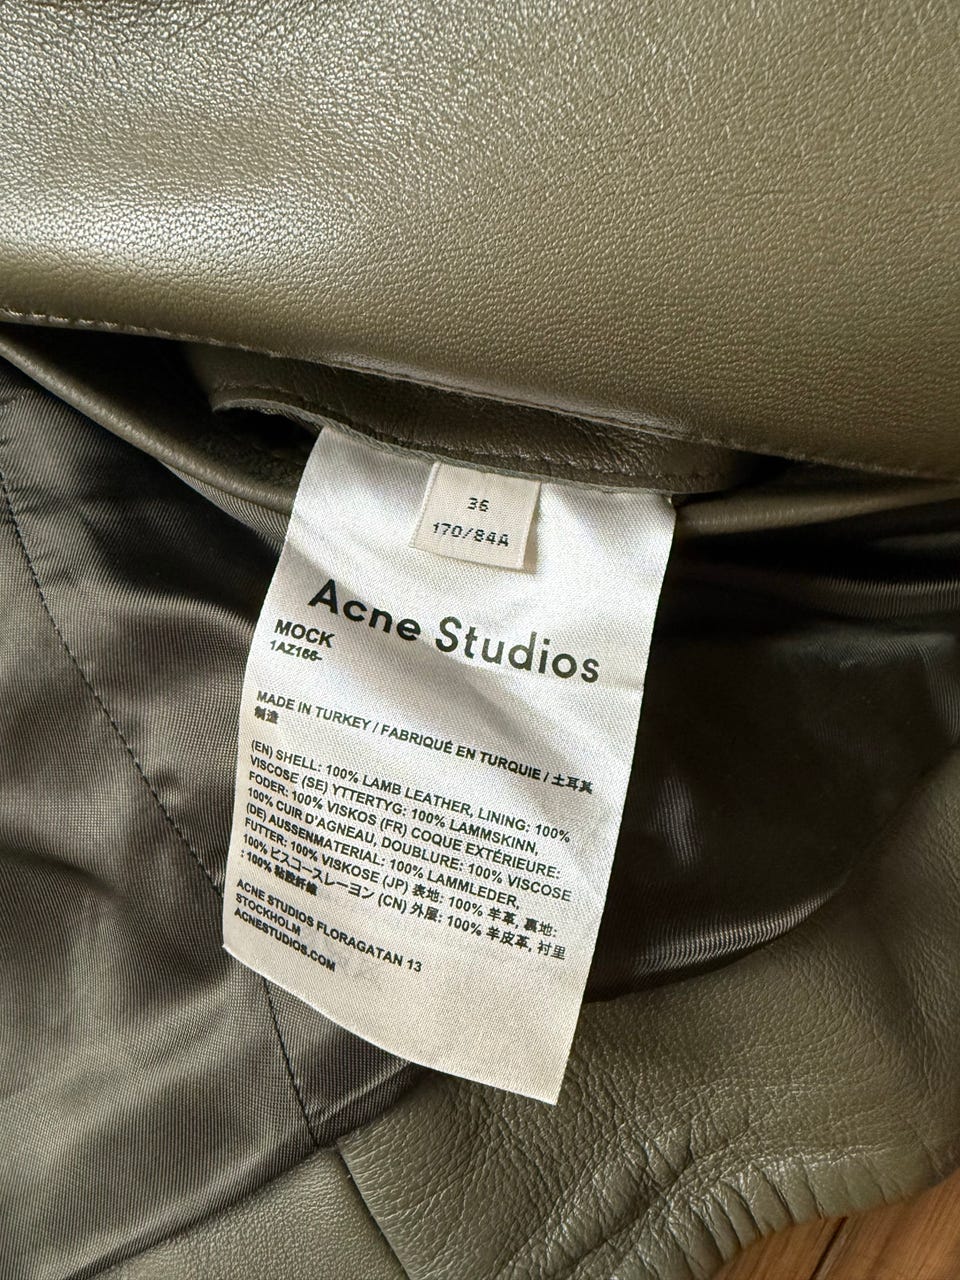 36
170/84A
Acne Studios
MOCK
1AZ166-
MADE IN TURKEY / FABRIQUÉ EN TURQUIE / 土耳其
制造
(EN) SHELL: 100% LAMB LEATHER, LINING: 100%
VISCOSE (SE) YTTERTYG: 100% LAMMSKINN,
FODER: 100% VISKOS (FR) COQUE EXTÉRIEURE:
100% CUIR D'AGNEAU, DOUBLURE: 100% VISCOSE
(DE) AUSSENMATERIAL: 100% LAMMLEDER,
FUTTER: 100% VISKOSE (JP) 表地: 100% 羊革, 裏地:
100% ビスコースレーヨン (CN) 外层: 100% 羊皮革, 衬里
: 100% 粘胶纤维
ACNE STUDIOS FLORAGATAN 13
STOCKHOLM
ACNESTUDIOS.COM